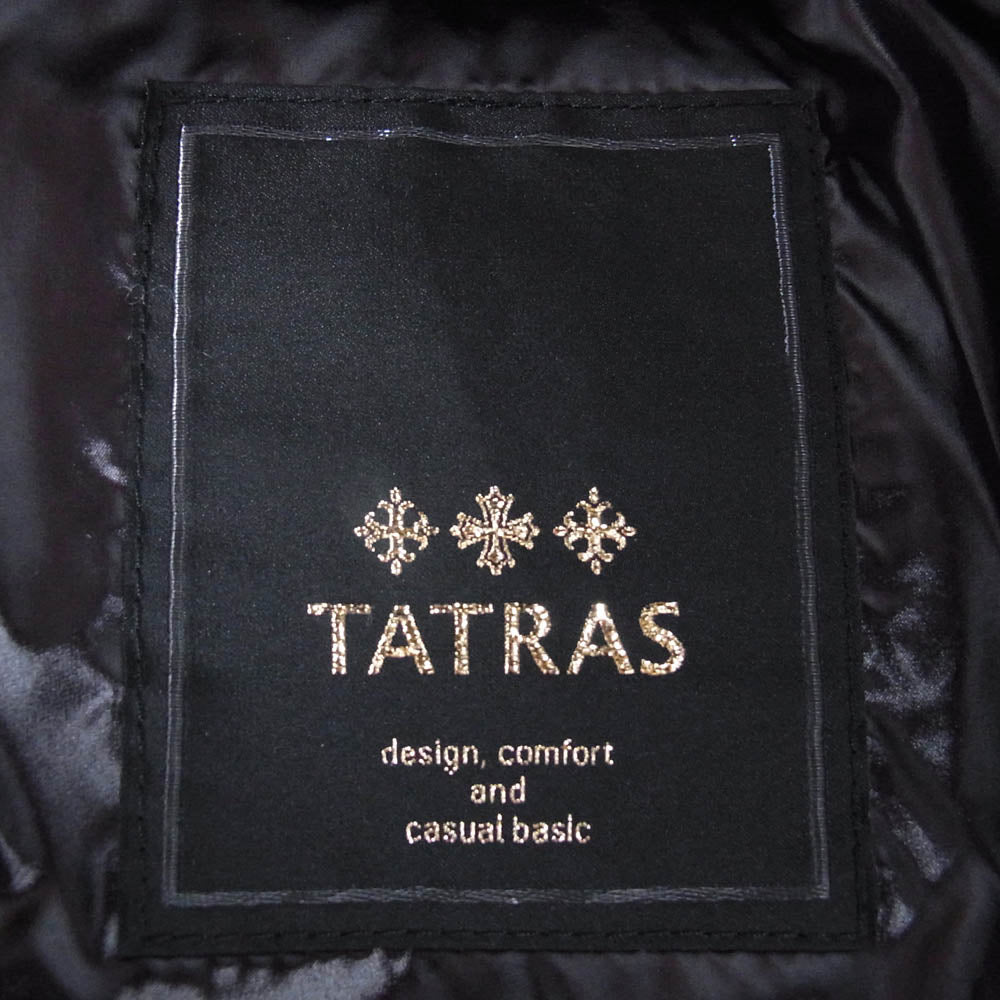 TATRAS
design, comfort
and
casual basic